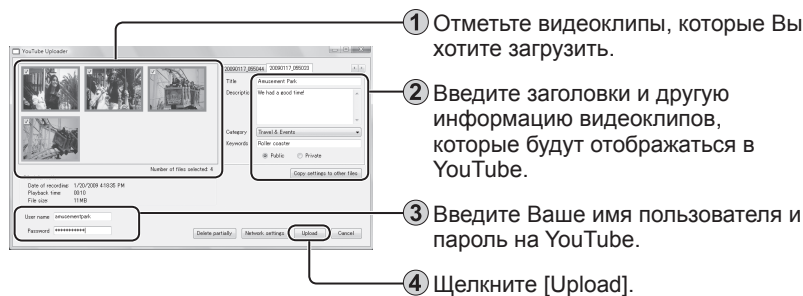 YouTube Uploader
20090117_095044 20090117_095033
Title Amusement Park
Descriptic We had a good time!
Category Travel & Events
Keywords Roller coaster
Public Private
Number of files selected: 4
Copy settings to other files
Date of recording: 1/20/2009 4:18:35 PM
Playback time 00:10
File size: 11MB
User name amusementpark
Password ***********
Delete partially Network settings Upload Cancel
1 Отметьте видеоклипы, которые Вы
хотите загрузить.
2 Введите заголовки и другую
информацию видеоклипов,
которые будут отображаться в
YouTube.
3 Введите Ваше имя пользователя и
пароль на YouTube.
4 Щелкните [Upload].